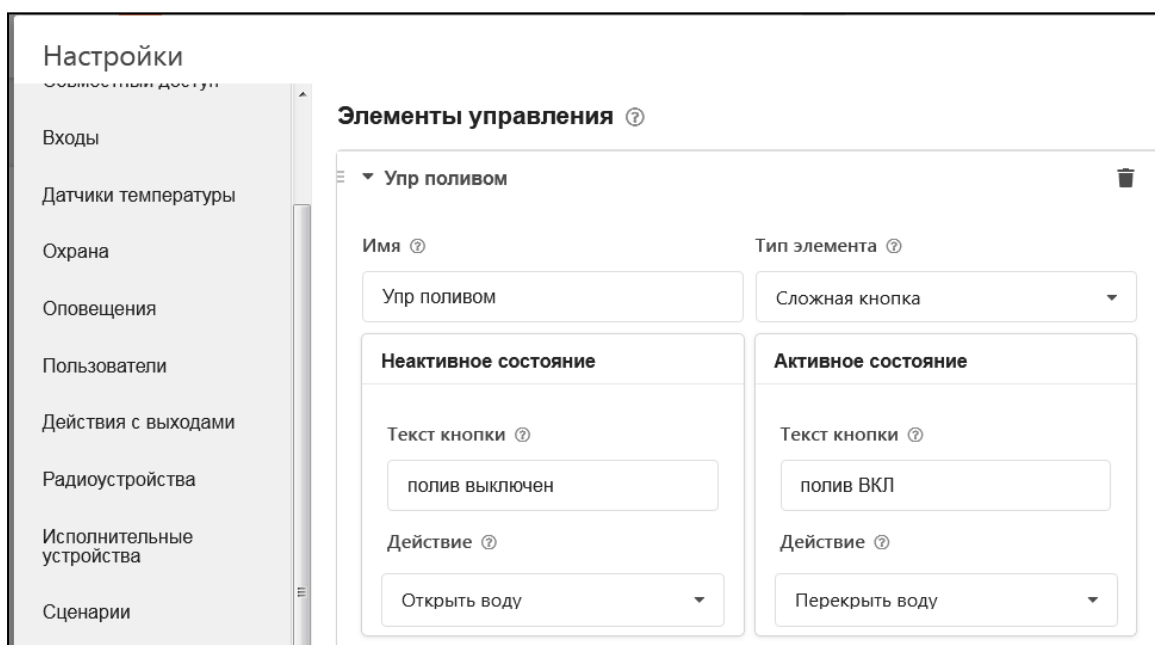 Настройки
Входы
Датчики температуры
Охрана
Оповещения
Пользователи
Действия с выходами
Радиоустройства
Исполнительные
устройства
Сценарии
Элементы управления
Упр поливом
Имя
Тип элемента
Упр поливом
Сложная кнопка
Неактивное состояние
Активное состояние
Текст кнопки
Текст кнопки
полив выключен
полив ВКЛ
Действие
Действие
Открыть воду
Перекрыть воду